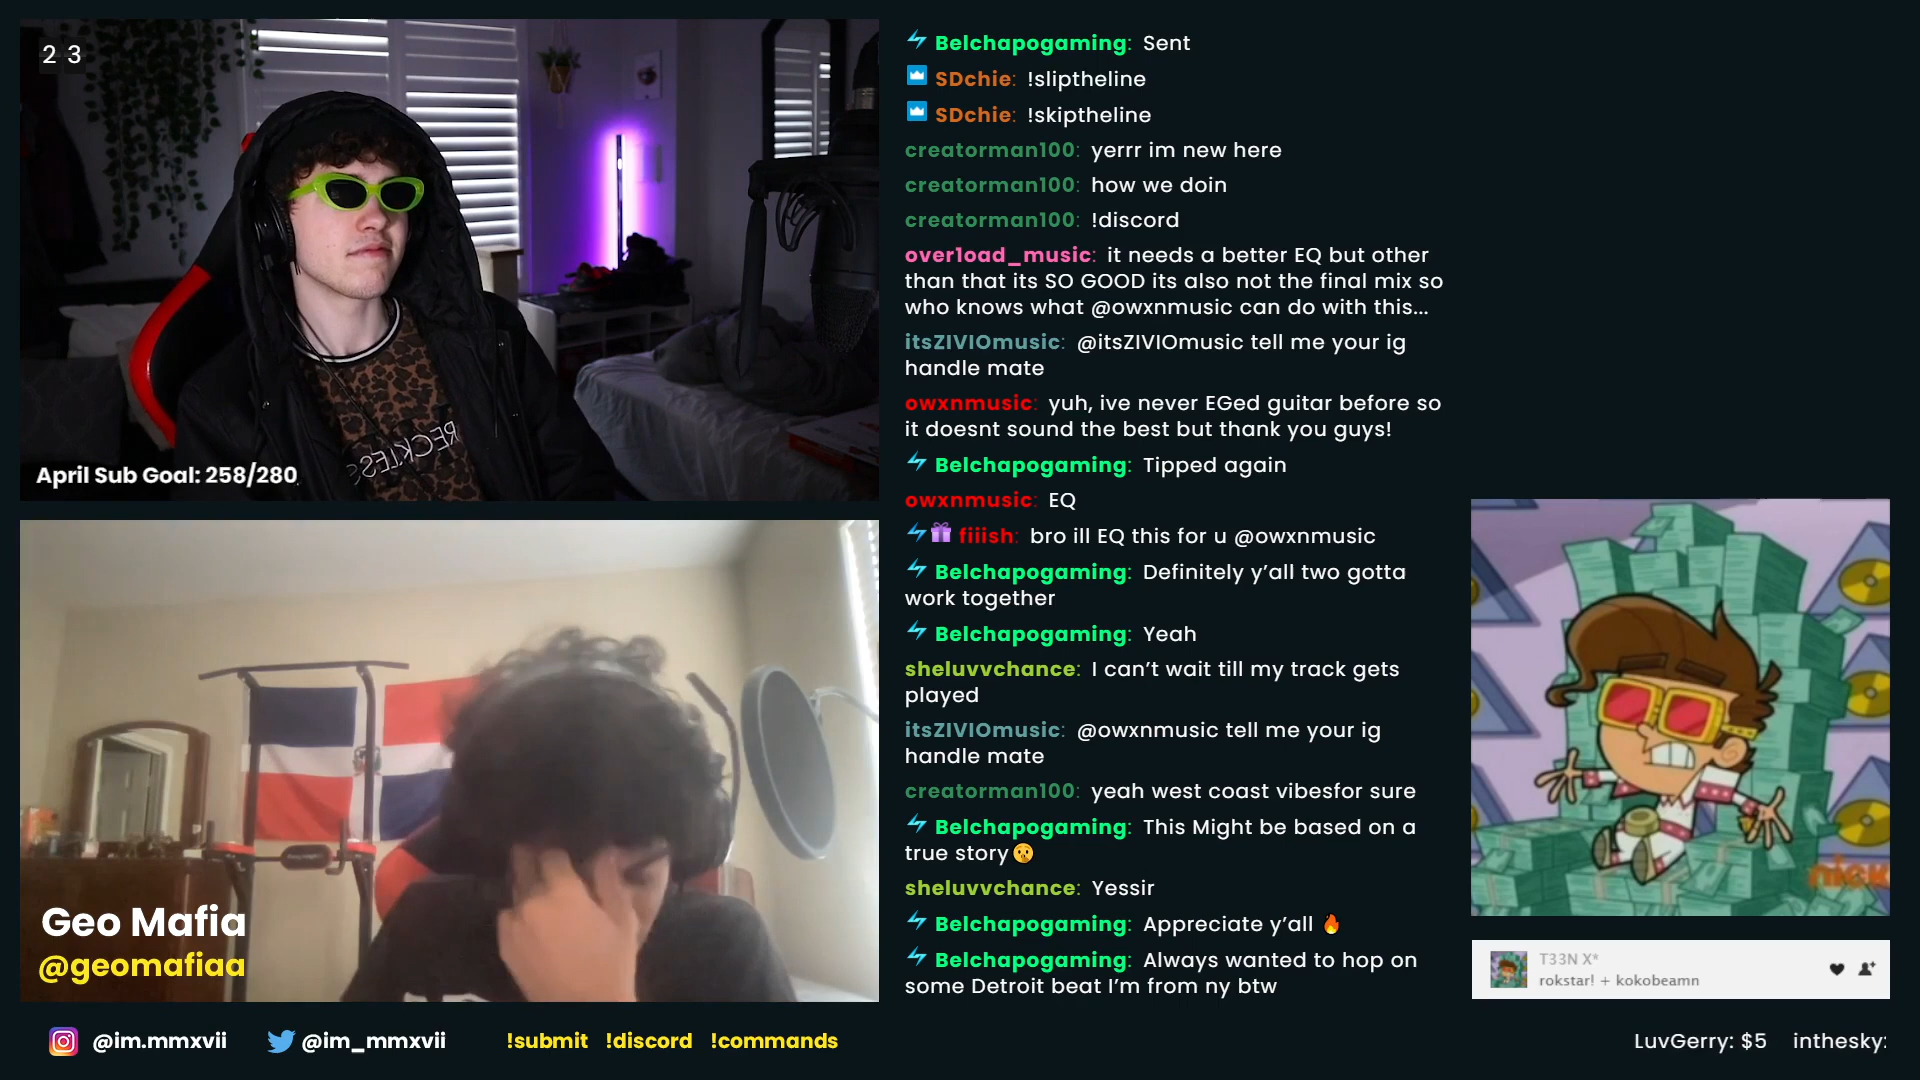 2 3
RECKLESS
April Sub Goal: 258/280
Geo Mafia
@geomafiaa
Belchapogaming: Sent
SDchie: !sliptheline
SDchie: !skiptheline
creatorman100: yerrr im new here
creatorman100: how we doin
creatorman100: !discord
over1oad_music: it needs a better EQ but other
than that its SO GOOD its also not the final mix so
who knows what @owxnmusic can do with this...
itsZIVIOmusic: @itsZIVIOmusic tell me your ig
handle mate
owxnmusic: yuh, ive never EGed guitar before so
it doesnt sound the best but thank you guys!
Belchapogaming: Tipped again
owxnmusic: EQ
fiiish: bro ill EQ this for u @owxnmusic
Belchapogaming: Definitely y’all two gotta
work together
Belchapogaming: Yeah
sheluvvchance: I can’t wait till my track gets
played
itsZIVIOmusic: @owxnmusic tell me your ig
handle mate
creatorman100: yeah west coast vibesfor sure
Belchapogaming: This Might be based on a
true story🤫
sheluvvchance: Yessir
Belchapogaming: Appreciate y’all 🔥
Belchapogaming: Always wanted to hop on
some Detroit beat I’m from ny btw
nick
T33N X*
rokstar! + kokobeamn
@im.mmxvii @im_mmxvii !submit !discord !commands
LuvGerry: $5 inthesky: